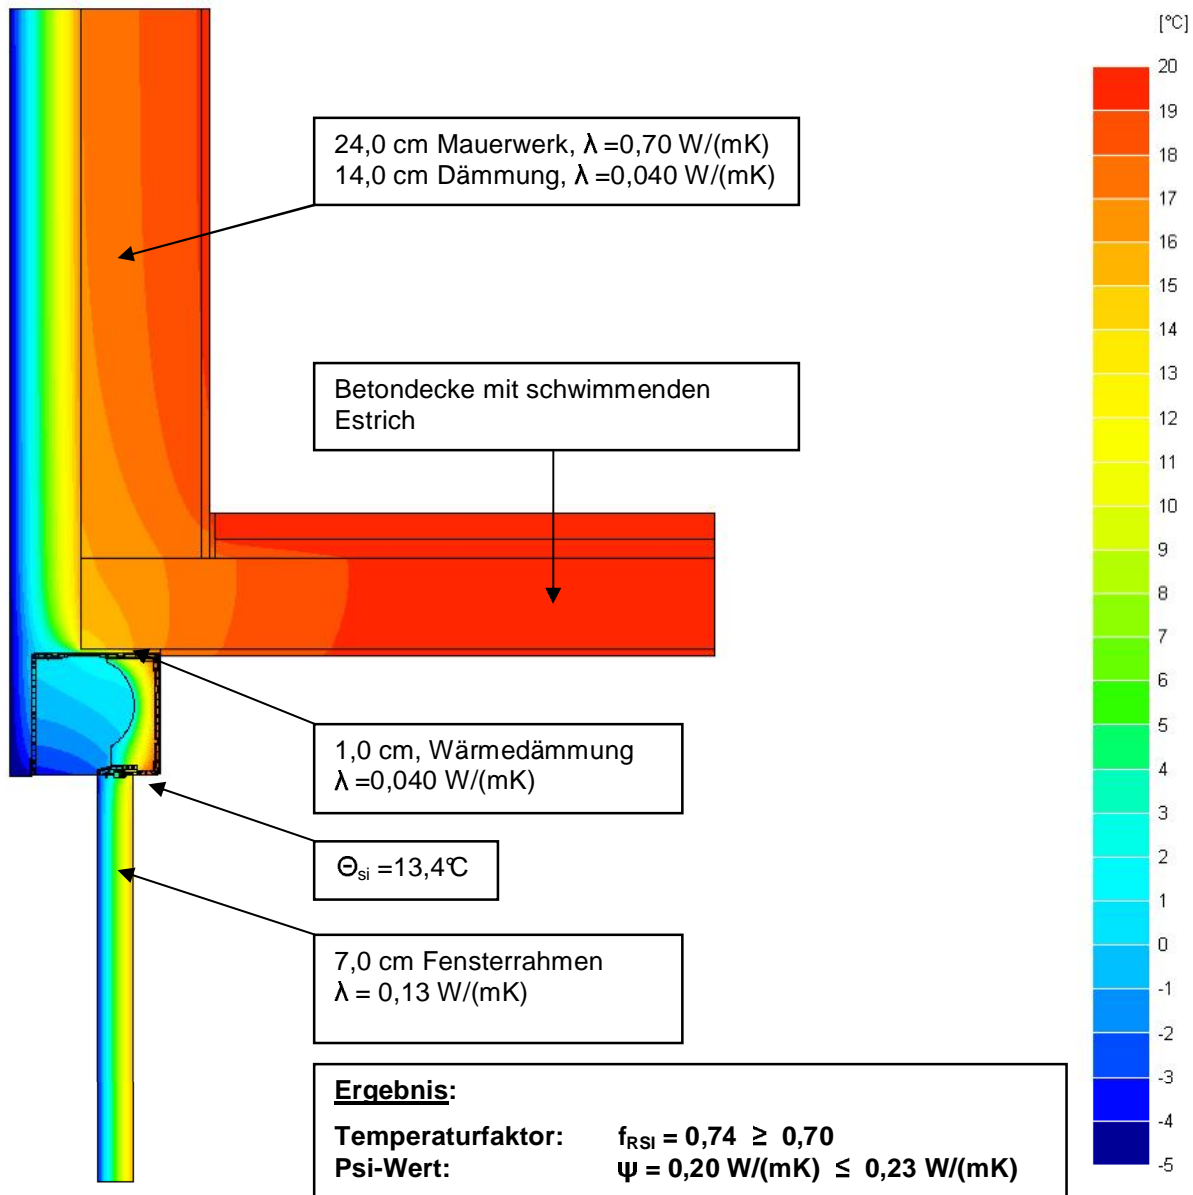 [°C]
20
19
18
17
16
15
14
13
12
11
10
9
8
7
6
5
4
3
2
1
0
-1
-2
-3
-4
-5
24,0 cm Mauerwerk, λ =0,70 W/(mK)
14,0 cm Dämmung, λ =0,040 W/(mK)
Betondecke mit schwimmenden
Estrich
1,0 cm, Wärmedämmung
λ =0,040 W/(mK)
Θsi =13,4°C
7,0 cm Fensterrahmen
λ = 0,13 W/(mK)
Ergebnis:
Temperaturfaktor: fRSI = 0,74 ≥ 0,70
Psi-Wert: ψ = 0,20 W/(mK) ≤ 0,23 W/(mK)